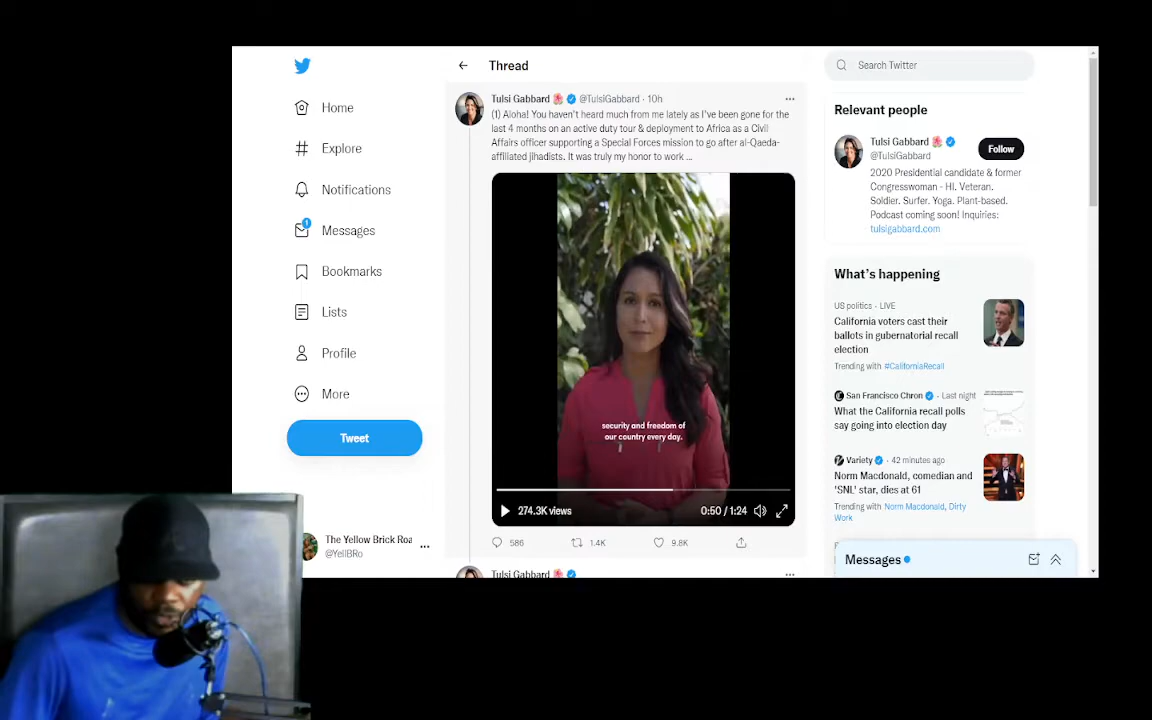 Thread
Search Twitter
Home
Explore
Notifications
1
Messages
Bookmarks
Lists
Profile
More
Tweet
The Yellow Brick Roa
@YellBRo
Tulsi Gabbard @TulsiGabbard · 10h
(1) Aloha! You haven't heard much from me lately as I've been gone for the
last 4 months on an active duty tour & deployment to Africa as a Civil
Affairs officer supporting a Special Forces mission to go after al-Qaeda-
affiliated jihadists. It was truly my honor to work ...
security and freedom of
our country every day.
274.3K views
0:50 / 1:24
586
1.4K
9.8K
Tulsi Gabbard
Relevant people
Tulsi Gabbard
@TulsiGabbard
Follow
2020 Presidential candidate & former
Congresswoman - HI. Veteran.
Soldier. Surfer. Yoga. Plant-based.
Podcast coming soon! Inquiries:
tulsigabbard.com
What's happening
US politics · LIVE
California voters cast their
ballots in gubernatorial recall
election
Trending with #CaliforniaRecall
San Francisco Chron · Last night
What the California recall polls
say going into election day
Variety · 42 minutes ago
Norm Macdonald, comedian and
'SNL' star, dies at 61
Trending with Norm Macdonald, Dirty
Work
Messages